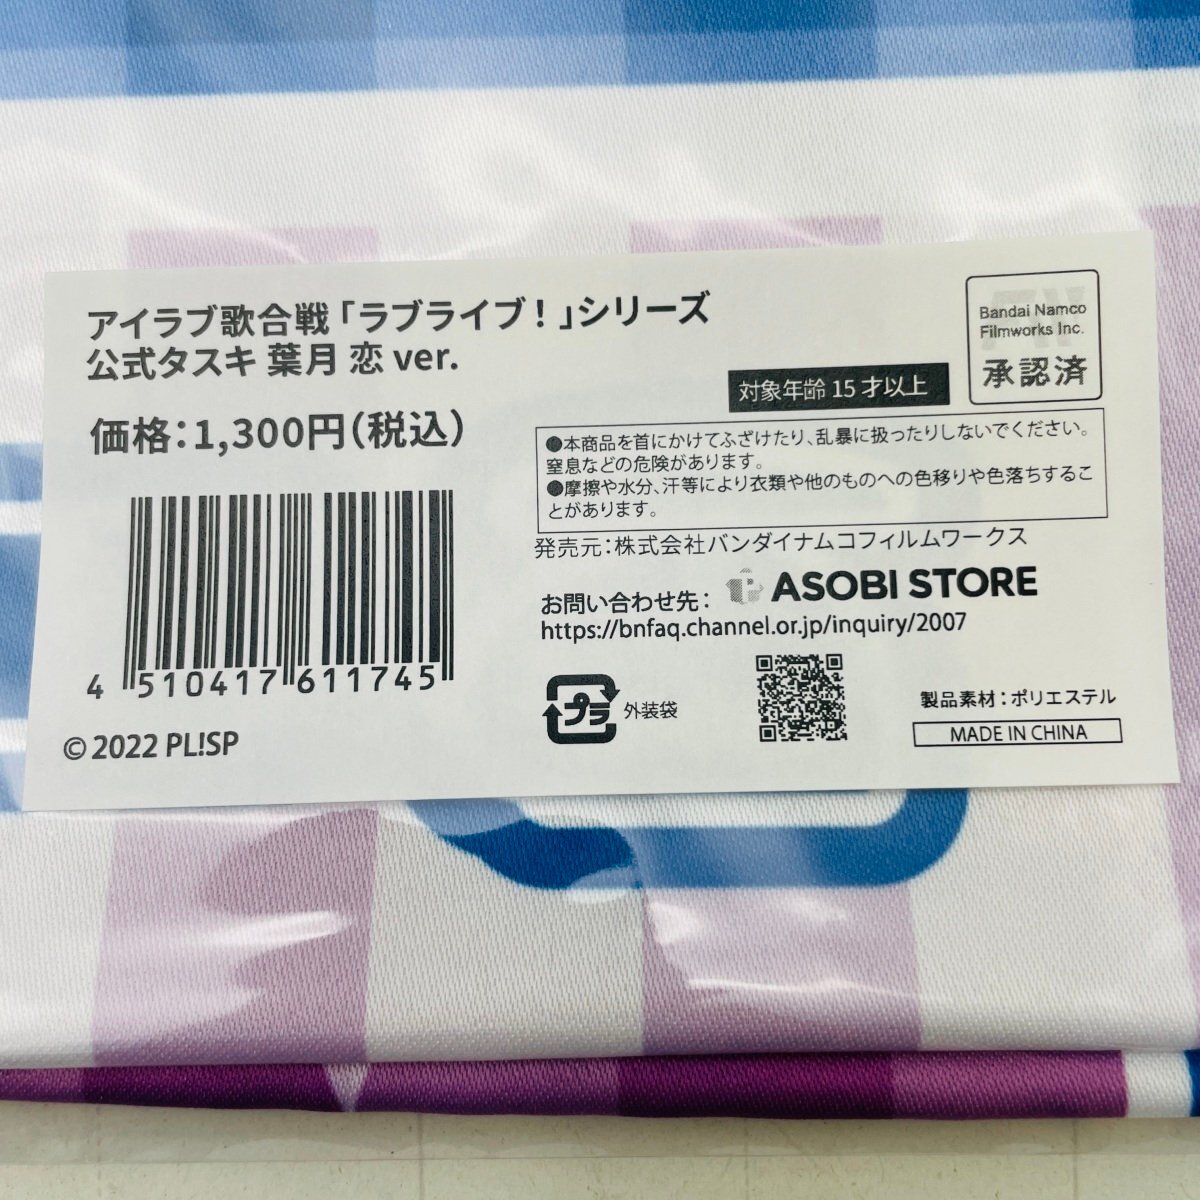 アイラブ歌合戦「ラブライブ！」シリーズ
公式タスキ 葉月 恋 ver.
価格：1,300円（税込）
Bandai Namco
Filmworks Inc.
承認済
対象年齢 15 才以上
●本商品を首にかけてふざけたり、乱暴に扱ったりしないでください。
窒息などの危険があります。
●摩擦や水分、汗等により衣類や他のものへの色移りや色落ちするこ
とがあります。
発売元：株式会社バンダイナムコフィルムワークス
お問い合わせ先： ASOBI STORE
https://bnfaq.channel.or.jp/inquiry/2007
4 510417 611745
プラ 外装袋
製品素材：ポリエステル
MADE IN CHINA
© 2022 PL!SP